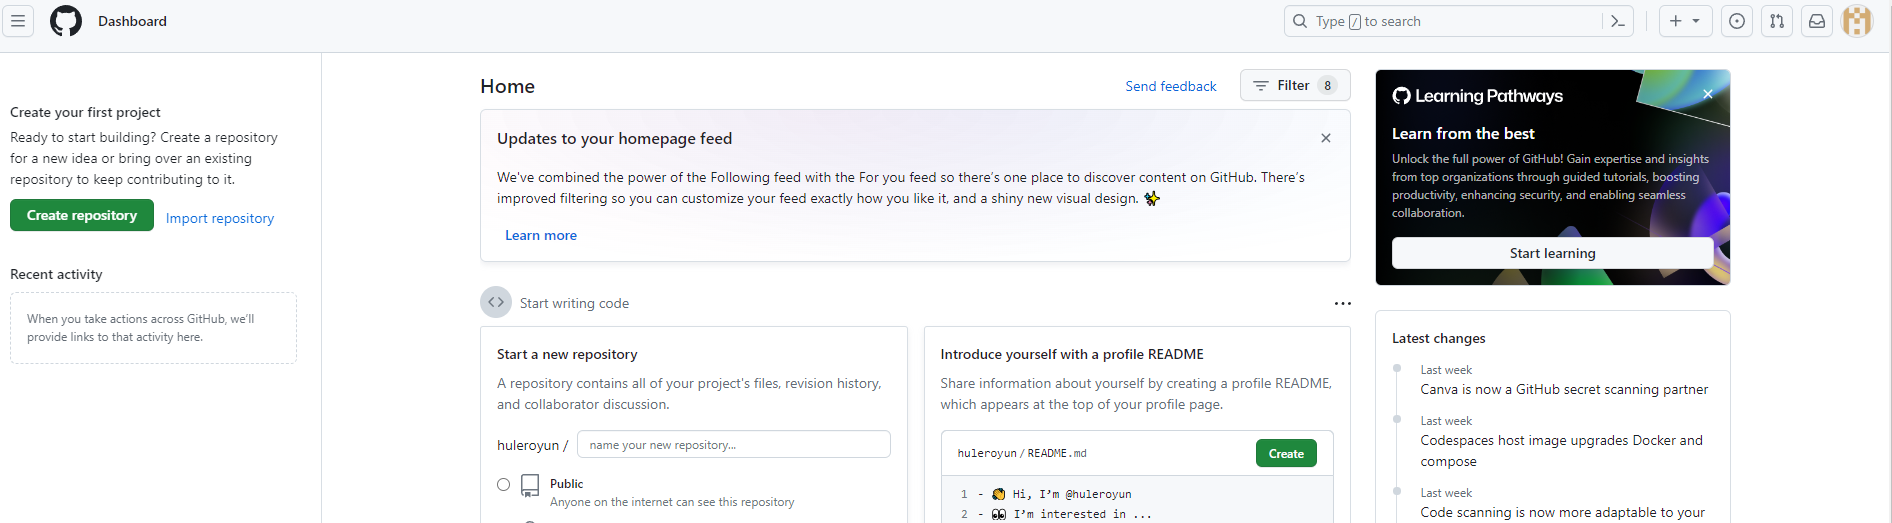 Dashboard
Type / to search
Create your first project
Ready to start building? Create a repository
for a new idea or bring over an existing
repository to keep contributing to it.
Create repository
Import repository
Recent activity
When you take actions across GitHub, we'll
provide links to that activity here.
Home
Send feedback
Filter 8
Updates to your homepage feed
We've combined the power of the Following feed with the For you feed so there's one place to discover content on GitHub. There's
improved filtering so you can customize your feed exactly how you like it, and a shiny new visual design. ✨
Learn more
Start writing code
Start a new repository
A repository contains all of your project's files, revision history,
and collaborator discussion.
huleroyun /
name your new repository...
Public
Anyone on the internet can see this repository
Introduce yourself with a profile README
Share information about yourself by creating a profile README,
which appears at the top of your profile page.
huleroyun / README.md
Create
1 - 👋 Hi, I'm @huleroyun
2 - 👀 I'm interested in ...
Learning Pathways
Learn from the best
Unlock the full power of GitHub! Gain expertise and insights
from top organizations through guided tutorials, boosting
productivity, enhancing security, and enabling seamless
collaboration.
Start learning
Latest changes
Last week
Canva is now a GitHub secret scanning partner
Last week
Codespaces host image upgrades Docker and
compose
Last week
Code scanning is now more adaptable to your